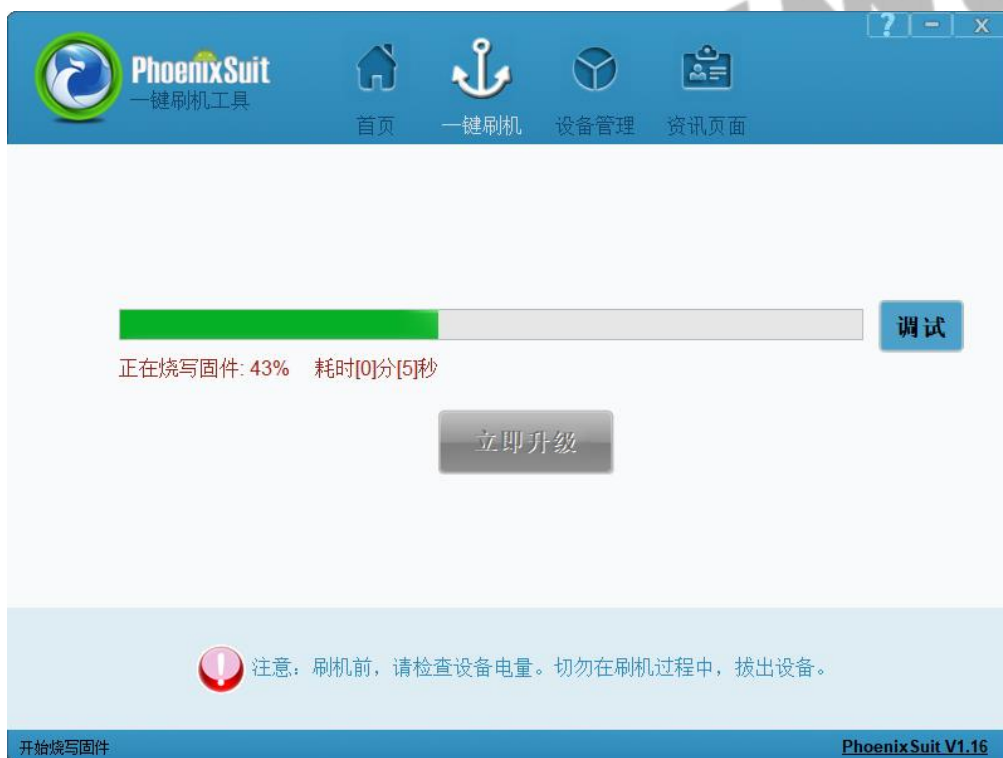 ? - x
PhoenixSuit
一键刷机工具
首页 一键刷机 设备管理 资讯页面
调试
正在烧写固件: 43% 耗时[0]分[5]秒
立即升级
注意：刷机前，请检查设备电量。切勿在刷机过程中，拔出设备。
开始烧写固件 PhoenixSuit V1.16